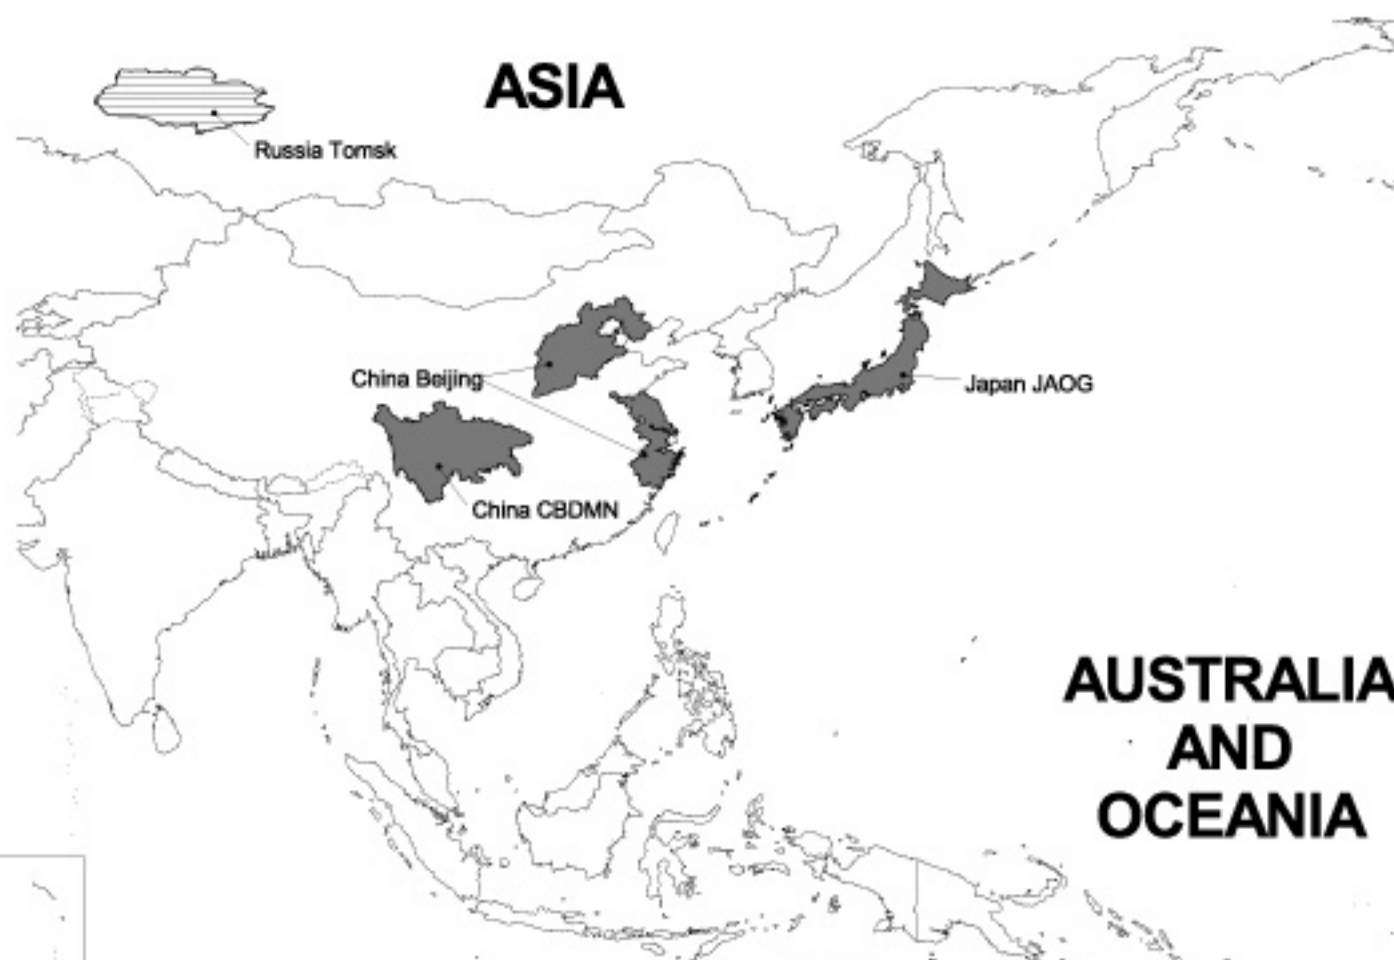 ASIA
Russia Tomsk
China Beijing
Japan JAOG
China CBDMN
AUSTRALIA
AND
OCEANIA